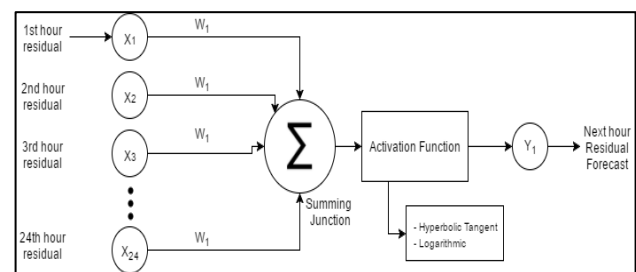 1st hour
residual
X1
W1
2nd hour
residual
X2
W1
3rd hour
residual
X3
W1
24th hour
residual
X24
W1
Σ
Summing
Junction
Activation Function
- Hyperbolic Tangent
- Logarithmic
Y1
Next hour
Residual
Forecast